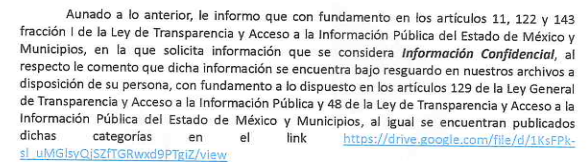 Aunado a lo anterior, le informo que con fundamento en los artículos 11, 122 y 143
fracción I de la Ley de Transparencia y Acceso a la Información Pública del Estado de México y
Municipios, en la que solicita información que se considera Información Confidencial, al
respecto le comento que dicha información se encuentra bajo resguardo en nuestros archivos a
disposición de su persona, con fundamento a lo dispuesto en los artículos 129 de la Ley General
de Transparencia y Acceso a la Información Pública y 48 de la Ley de Transparencia y Acceso a la
Información Pública del Estado de México y Municipios, al igual se encuentran publicados
dichas categorías en el link https://drive.google.com/file/d/1KsFPk-
sl_uMGlsvQjSZfTGRwxd9PTgiZ/view